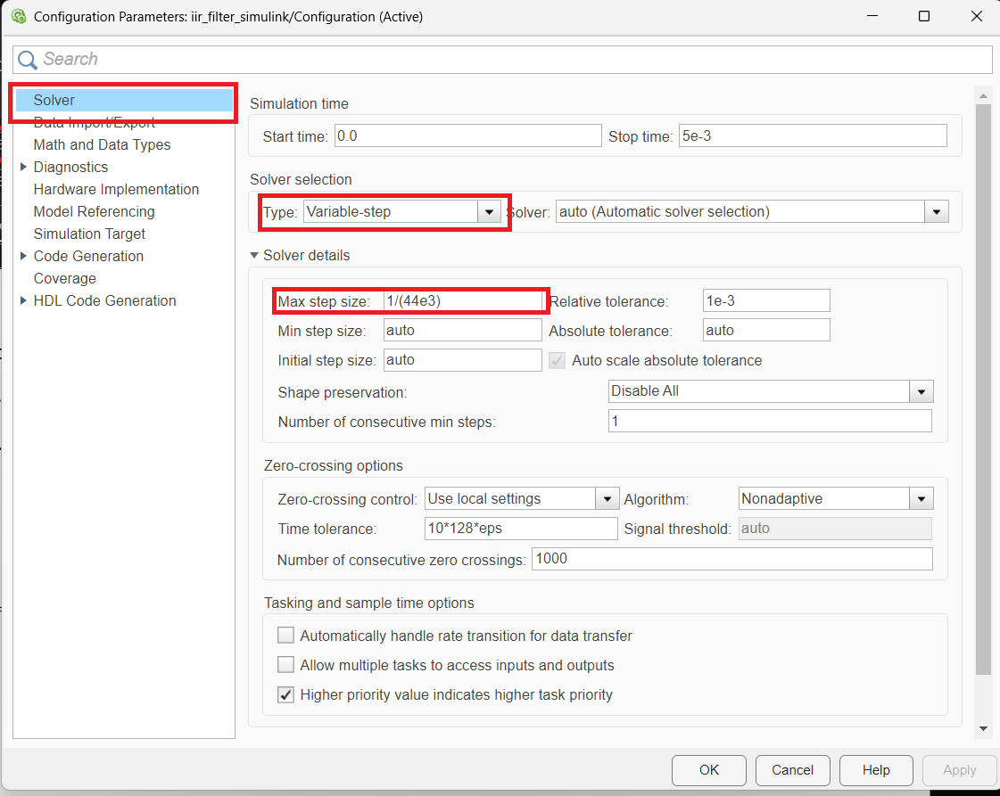 Configuration Parameters: iir_filter_simulink/Configuration (Active)
Search
Solver
Data Import/Export
Math and Data Types
Diagnostics
Hardware Implementation
Model Referencing
Simulation Target
Code Generation
Coverage
HDL Code Generation
Simulation time
Start time: 0.0 Stop time: 5e-3
Solver selection
Type: Variable-step Solver: auto (Automatic solver selection)
Solver details
Max step size: 1/(44e3) Relative tolerance: 1e-3
Min step size: auto Absolute tolerance: auto
Initial step size: auto Auto scale absolute tolerance
Shape preservation: Disable All
Number of consecutive min steps: 1
Zero-crossing options
Zero-crossing control: Use local settings Algorithm: Nonadaptive
Time tolerance: 10*128*eps Signal threshold: auto
Number of consecutive zero crossings: 1000
Tasking and sample time options
Automatically handle rate transition for data transfer
Allow multiple tasks to access inputs and outputs
Higher priority value indicates higher task priority
OK Cancel Help Apply